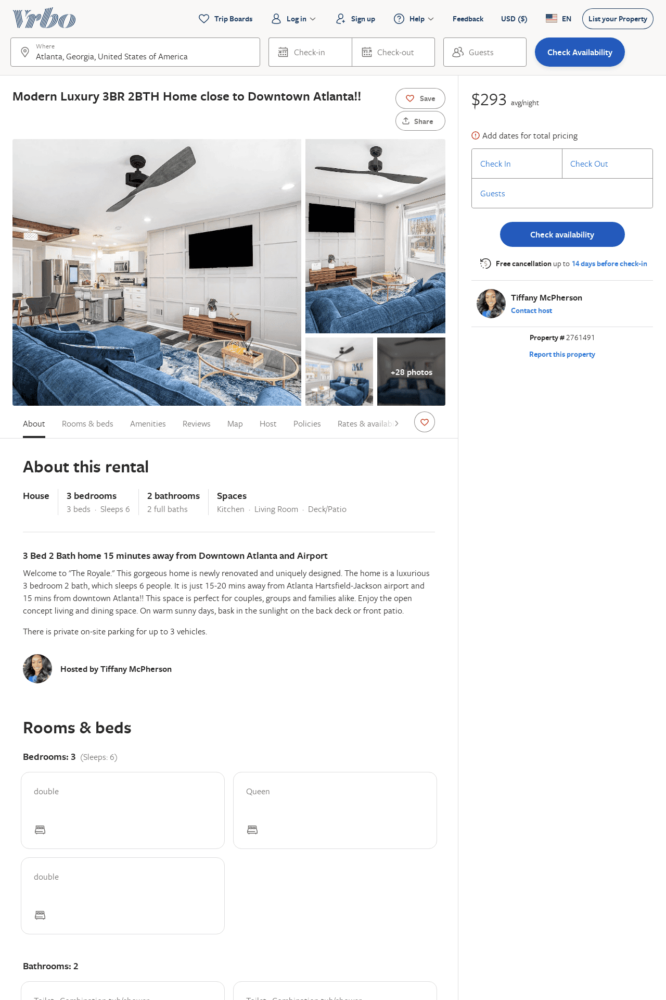 Vrbo
Trip Boards
Log in
Sign up
Help
Feedback
USD ($)
EN
List your Property
Where
Atlanta, Georgia, United States of America
Check-in
Check-out
Guests
Check Availability
Modern Luxury 3BR 2BTH Home close to Downtown Atlanta!!
Save
Share
+28 photos
$293 avg/night
Add dates for total pricing
Check In
Check Out
Guests
Check availability
Free cancellation up to 14 days before check-in
Tiffany McPherson
Contact host
Property # 2761491
Report this property
About
Rooms & beds
Amenities
Reviews
Map
Host
Policies
Rates & availab
About this rental
House
3 bedrooms
3 beds · Sleeps 6
2 bathrooms
2 full baths
Spaces
Kitchen · Living Room · Deck/Patio
3 Bed 2 Bath home 15 minutes away from Downtown Atlanta and Airport
Welcome to "The Royale." This gorgeous home is newly renovated and uniquely designed. The home is a luxurious
3 bedroom 2 bath, which sleeps 6 people. It is just 15-20 mins away from Atlanta Hartsfield-Jackson airport and
15 mins from downtown Atlanta!! This space is perfect for couples, groups and families alike. Enjoy the open
concept living and dining space. On warm sunny days, bask in the sunlight on the back deck or front patio.
There is private on-site parking for up to 3 vehicles.
Hosted by Tiffany McPherson
Rooms & beds
Bedrooms: 3 (Sleeps: 6)
double
Queen
double
Bathrooms: 2
Toilet · Combination tub/shower
Toilet · Combination tub/shower